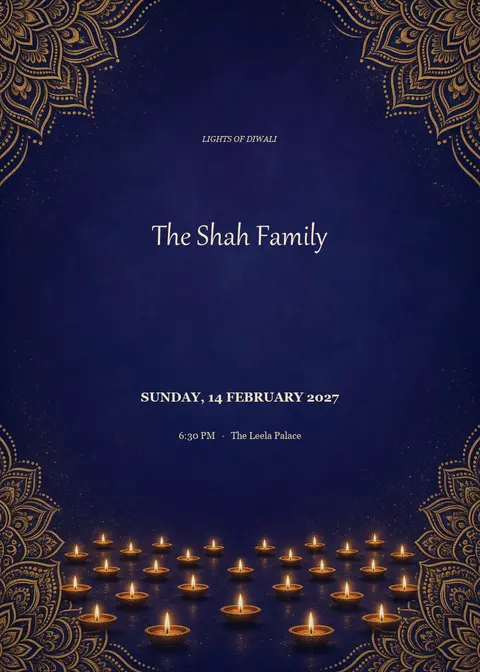 LIGHTS OF DIWALI
The Shah Family
SUNDAY, 14 FEBRUARY 2027
6:30 PM · The Leela Palace